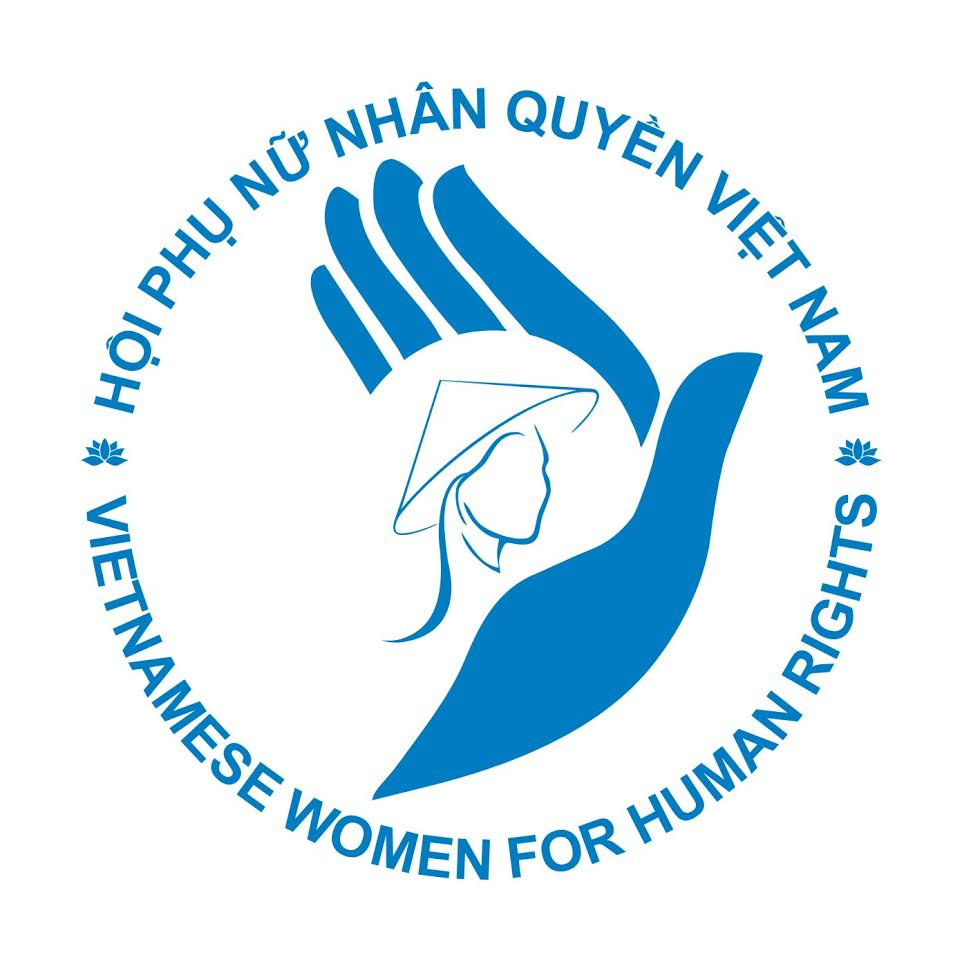 HỘI PHỤ NỮ NHÂN QUYỀN VIỆT NAM
VIETNAMESE WOMEN FOR HUMAN RIGHTS